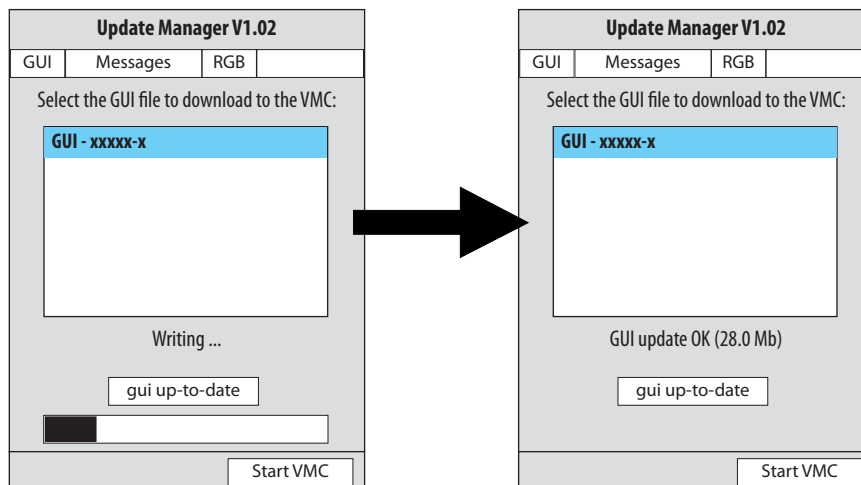 Update Manager V1.02
GUI Messages RGB
Select the GUI file to download to the VMC:
GUI - xxxxx-x
Writing ...
gui up-to-date
Start VMC
Update Manager V1.02
GUI Messages RGB
Select the GUI file to download to the VMC:
GUI - xxxxx-x
GUI update OK (28.0 Mb)
gui up-to-date
Start VMC